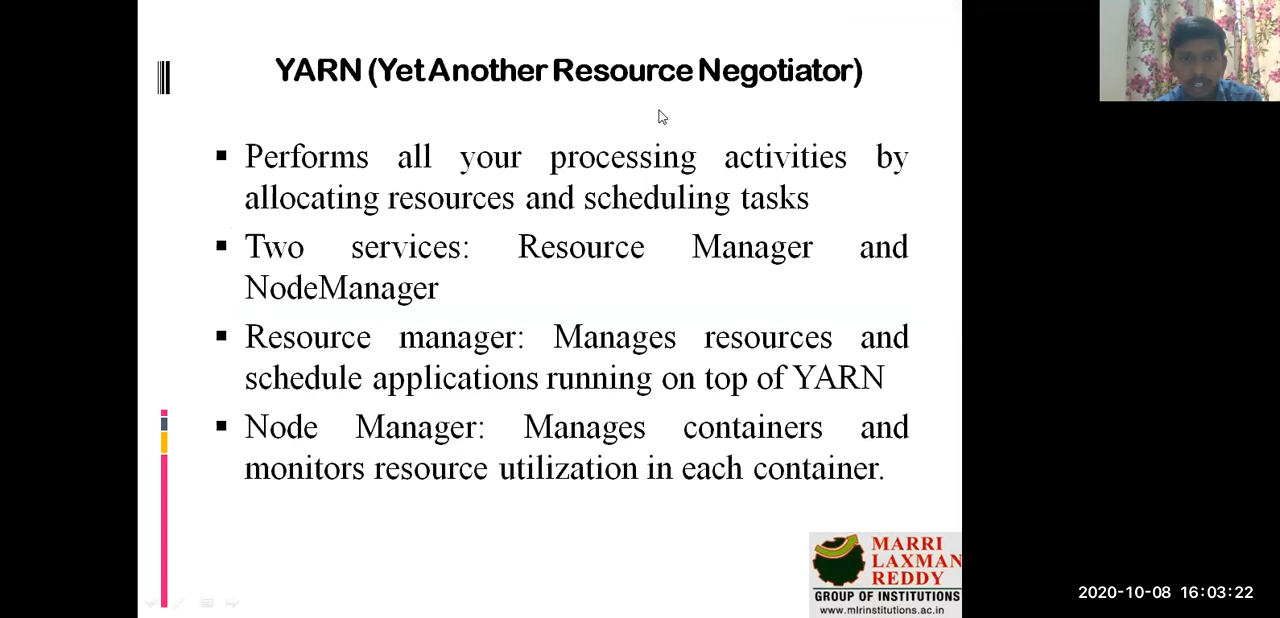 YARN (Yet Another Resource Negotiator)
▪ Performs all your processing activities by
allocating resources and scheduling tasks
▪ Two services: Resource Manager and
NodeManager
▪ Resource manager: Manages resources and
schedule applications running on top of YARN
▪ Node Manager: Manages containers and
monitors resource utilization in each container.
MARRI
LAXMAN
REDDY
GROUP OF INSTITUTIONS
www.mlrinstitutions.ac.in
2020-10-08 16:03:22